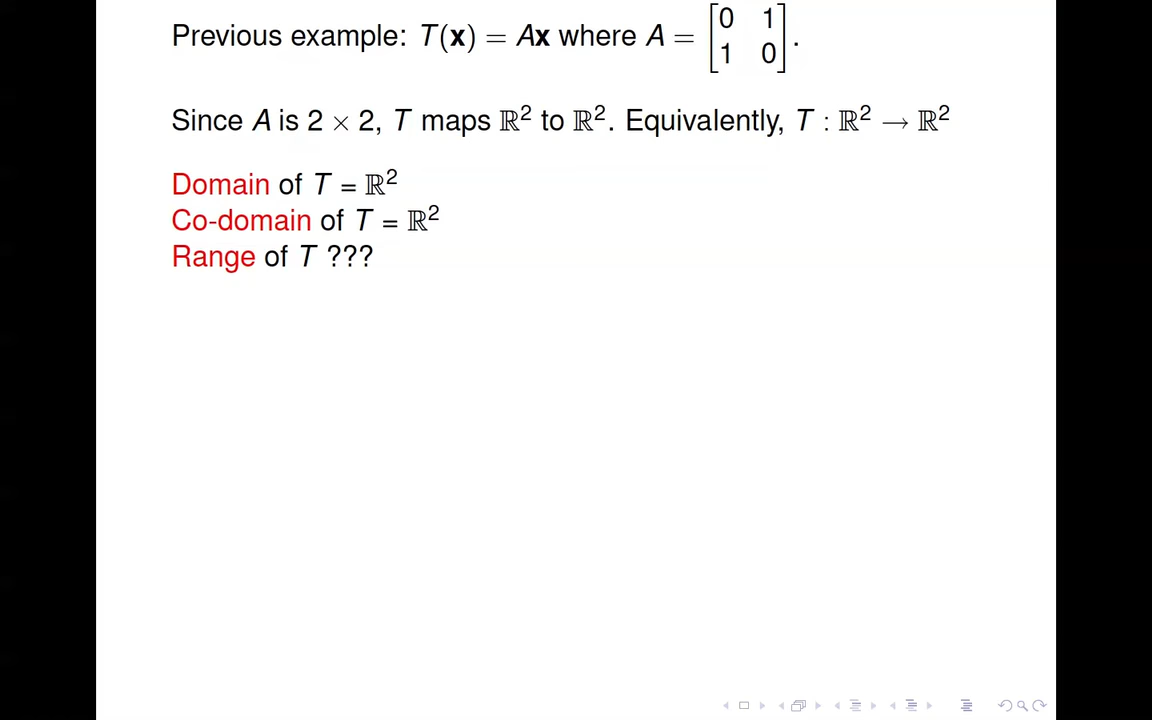 Previous example: T(x) = Ax where A = [0 1
1 0].
Since A is 2 × 2, T maps ℝ² to ℝ². Equivalently, T : ℝ² → ℝ²
Domain of T = ℝ²
Co-domain of T = ℝ²
Range of T ???